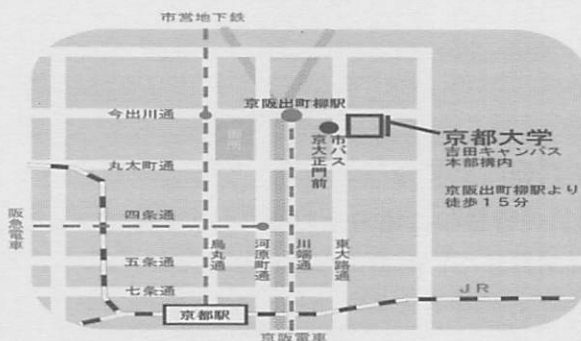 市営地下鉄
京阪出町柳駅
今出川通
御所
市バス
京大正門前
京都大学
吉田キャンパス
本部構内
京阪出町柳駅より
徒歩15分
丸太町通
阪急電車
四条通
烏丸通
河原町通
川端通
東大路通
五条通
七条通
JR
京都駅
京阪電車